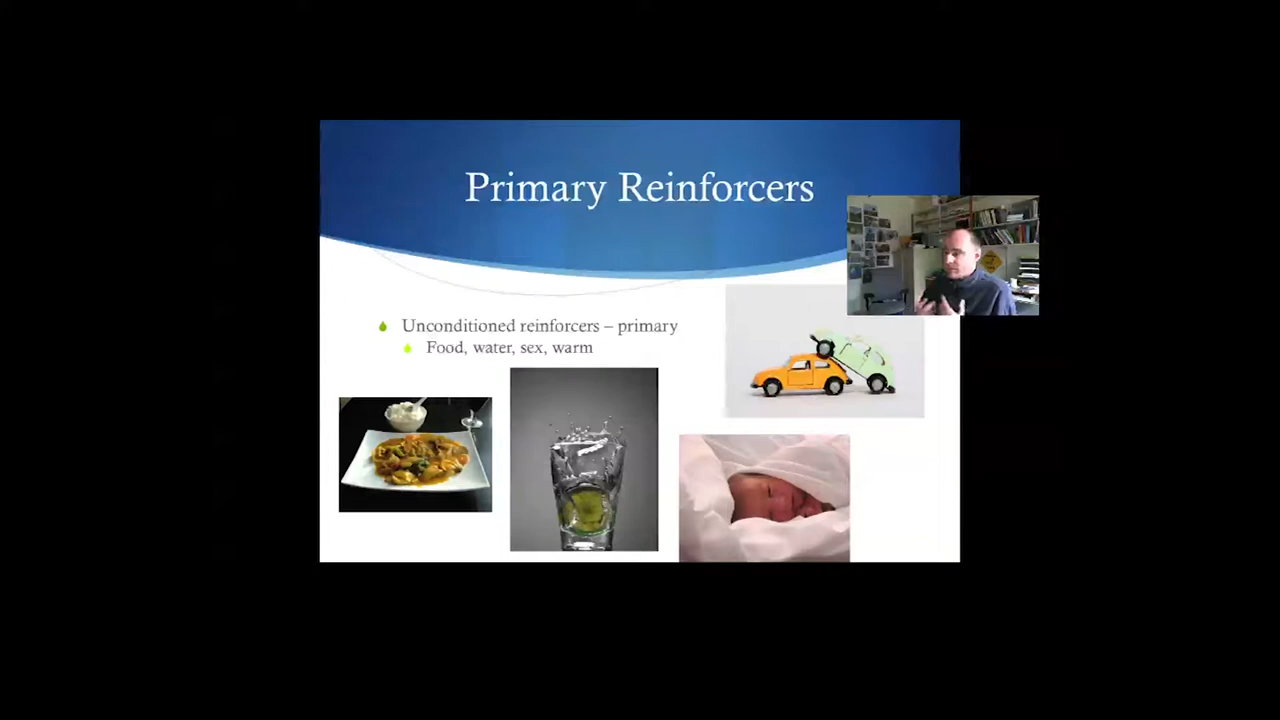 Primary Reinforcers
Unconditioned reinforcers – primary
Food, water, sex, warm